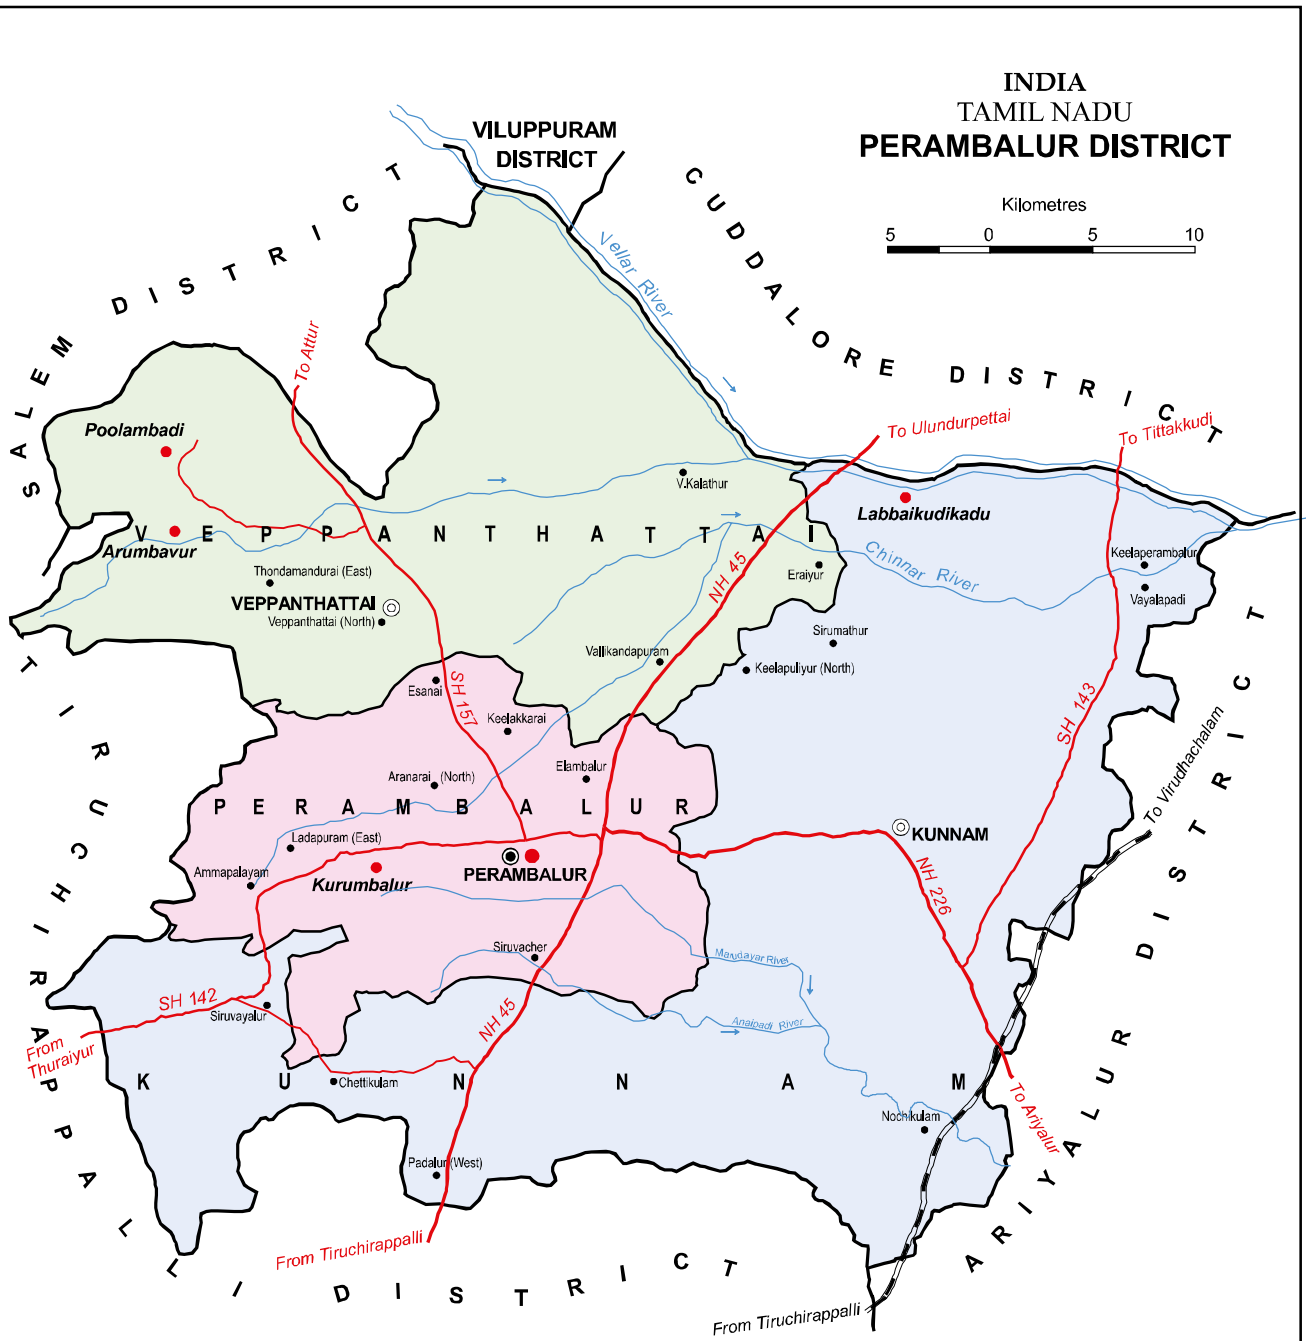 INDIA
TAMIL NADU
PERAMBALUR DISTRICT
Kilometres
5 0 5 10
VILUPPURAM
DISTRICT
CUDDALORE DISTRICT
SALEM DISTRICT
Vellar River
To Attur
To Ulundurpettai
To Tittakkudi
Poolambadi
V.Kalathur
Labbaikudikadu
VEPPANTHATTAI
Arumbavur
Chinnar River
Keelaperambalur
Thondamandurai (East)
NH 45
Eraiyur
Vayalapadi
VEPPANTHATTAI
Veppanthattai (North)
Sirumathur
Vallikandapuram
Keelapuliyur (North)
Esanai
SH 157
SH 143
Keelakkarai
To Virudhachalam
Elambalur
Aranarai (North)
PERAMBALUR
KUNNAM
Ladapuram (East)
Ammapalayam
Kurumbalur
PERAMBALUR
NH 226
Siruvacher
Marudayar River
SH 142
Siruvayalur
NH 45
Anaipadi River
From
Thuraiyur
KUNNAM
Chettikulam
Nochikulam
To Ariyalur
Padalur (West)
From Tiruchirappalli
From Tiruchirappalli
TIRUCHIRAPPALLI DISTRICT
ARIYALUR DISTRICT